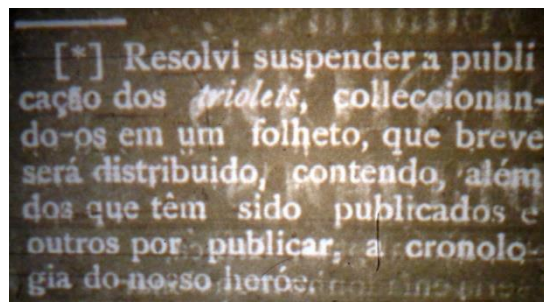 [*] Resolvi suspender a publi
cação dos triolets, colleccionan-
do-os em um folheto, que breve
será distribuido, contendo, além
dos que têm sido publicados e
outros por publicar, a cronolo-
gia do nosso heróe.